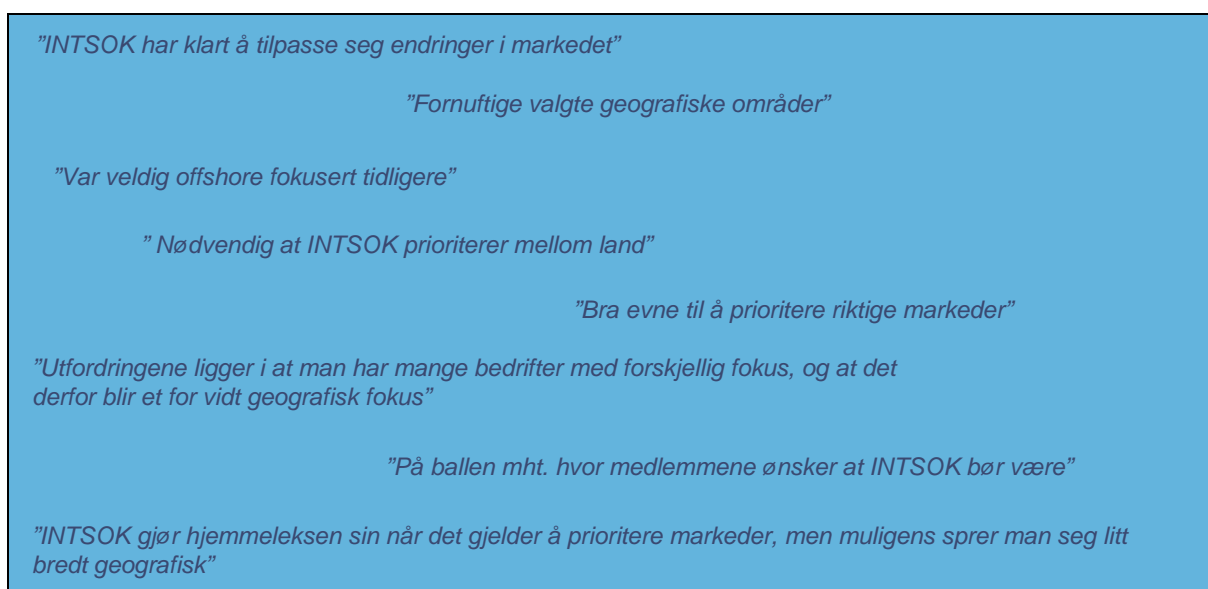 ”INTSOK har klart å tilpasse seg endringer i markedet”
”Fornuftige valgte geografiske områder”
”Var veldig offshore fokusert tidligere”
” Nødvendig at INTSOK prioriterer mellom land”
”Bra evne til å prioritere riktige markeder”
”Utfordringene ligger i at man har mange bedrifter med forskjellig fokus, og at det
derfor blir et for vidt geografisk fokus”
”På ballen mht. hvor medlemmene ønsker at INTSOK bør være”
”INTSOK gjør hjemmeleksen sin når det gjelder å prioritere markeder, men muligens sprer man seg litt
bredt geografisk”